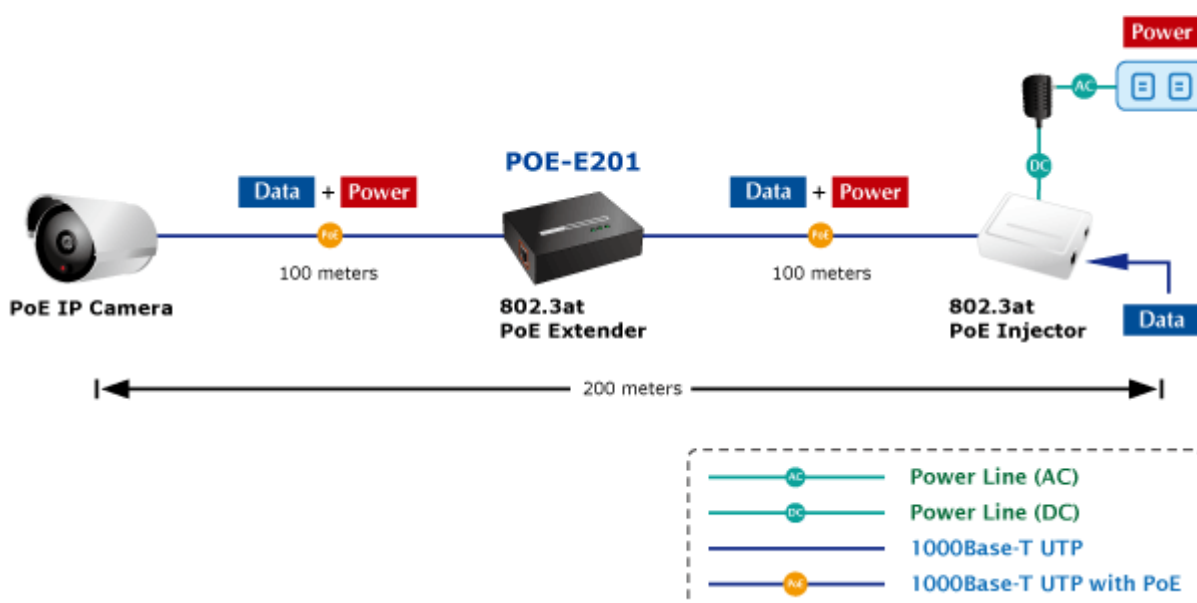 Power
AC
DC
POE-E201
Data + Power
Data + Power
PoE
PoE
100 meters
100 meters
PoE IP Camera
802.3at
PoE Extender
802.3at
PoE Injector
Data
200 meters
AC Power Line (AC)
DC Power Line (DC)
1000Base-T UTP
PoE 1000Base-T UTP with PoE